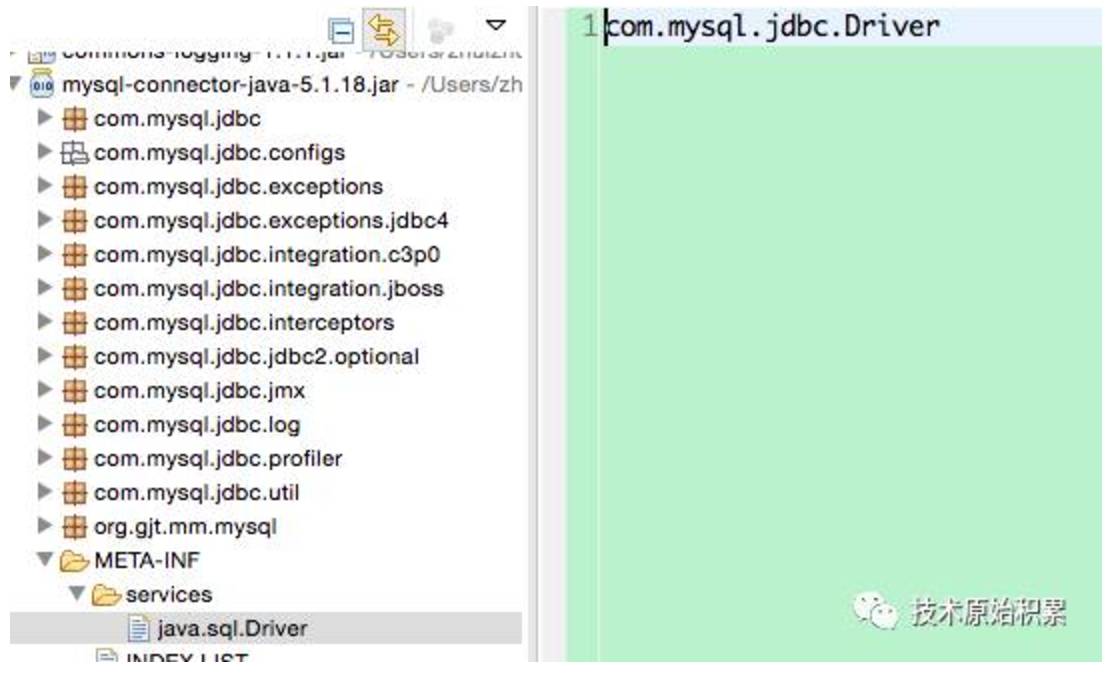 commons-logging-1.1.1.jar
mysql-connector-java-5.1.18.jar - /Users/zh
com.mysql.jdbc
com.mysql.jdbc.configs
com.mysql.jdbc.exceptions
com.mysql.jdbc.exceptions.jdbc4
com.mysql.jdbc.integration.c3p0
com.mysql.jdbc.integration.jboss
com.mysql.jdbc.interceptors
com.mysql.jdbc.jdbc2.optional
com.mysql.jdbc.jmx
com.mysql.jdbc.log
com.mysql.jdbc.profiler
com.mysql.jdbc.util
org.gjt.mm.mysql
META-INF
services
java.sql.Driver
INDEX.LIST
1 com.mysql.jdbc.Driver
技术原始积累